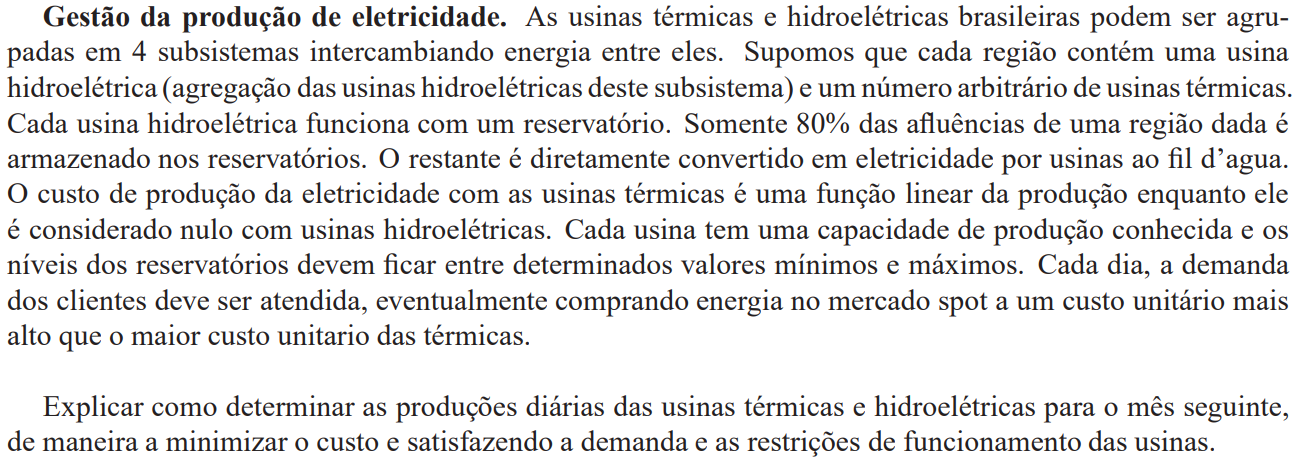 Gestão da produção de eletricidade. As usinas térmicas e hidroelétricas brasileiras podem ser agru-
padas em 4 subsistemas intercambiando energia entre eles. Supomos que cada região contém uma usina
hidroelétrica (agregação das usinas hidroelétricas deste subsistema) e um número arbitrário de usinas térmicas.
Cada usina hidroelétrica funciona com um reservatório. Somente 80% das afluências de uma região dada é
armazenado nos reservatórios. O restante é diretamente convertido em eletricidade por usinas ao fil d'agua.
O custo de produção da eletricidade com as usinas térmicas é uma função linear da produção enquanto ele
é considerado nulo com usinas hidroelétricas. Cada usina tem uma capacidade de produção conhecida e os
níveis dos reservatórios devem ficar entre determinados valores mínimos e máximos. Cada dia, a demanda
dos clientes deve ser atendida, eventualmente comprando energia no mercado spot a um custo unitário mais
alto que o maior custo unitario das térmicas.
Explicar como determinar as produções diárias das usinas térmicas e hidroelétricas para o mês seguinte,
de maneira a minimizar o custo e satisfazendo a demanda e as restrições de funcionamento das usinas.